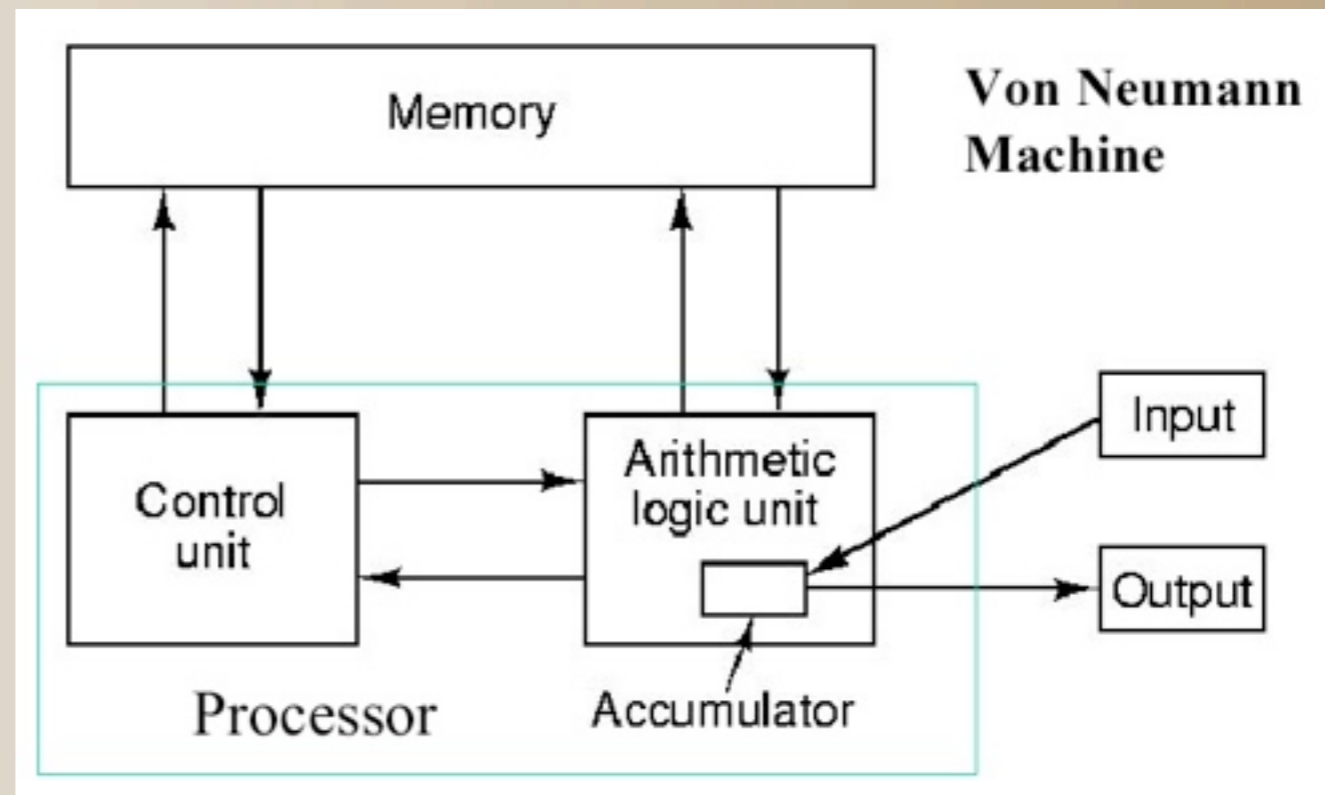 Memory
Von Neumann
Machine
Control
unit
Arithmetic
logic unit
Input
Output
Processor
Accumulator